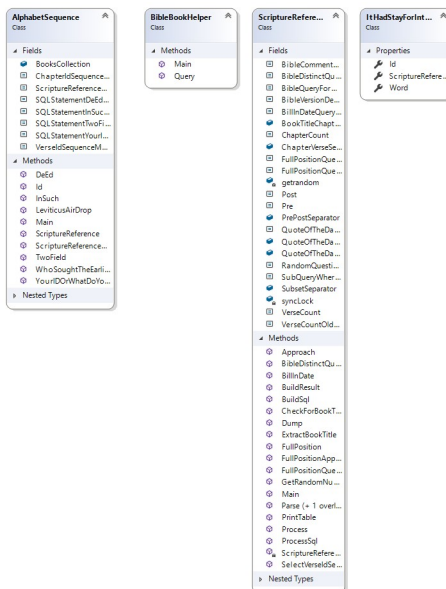 AlphabetSequence
Class
Fields
BooksCollection
ChapterIdSequence...
ScriptureReference...
SQLStatementDeEd...
SQLStatementInSuc...
SQLStatementTwoFi...
SQLStatementYourI...
VerseIdSequenceM...
Methods
DeEd
Id
InSuch
LeviticusAirDrop
Main
ScriptureReference
ScriptureReference...
TwoField
WhoSoughtTheEarli...
YourIDOrWhatDoYo...
Nested Types
BibleBookHelper
Class
Methods
Main
Query
ScriptureRefere...
Class
Fields
BibleComment...
BibleDistinctQu...
BibleQueryFor...
BibleVersionDe...
BillInDateQuery...
BookTitleChapt...
ChapterCount
ChapterVerseSe...
FullPositionQue...
FullPositionQue...
getrandom
Post
Pre
PrePostSeparator
QuoteOfTheDa...
QuoteOfTheDa...
QuoteOfTheDa...
RandomQuesti...
SubQueryWher...
SubsetSeparator
syncLock
VerseCount
VerseCountOld...
Methods
Approach
BibleDistinctQu...
BillInDate
BuildResult
BuildSql
CheckForBookT...
Dump
ExtractBookTitle
FullPosition
FullPositionApp...
FullPositionQue...
GetRandomNu...
Main
Parse (+ 1 overl...
PrintTable
Process
ProcessSql
ScriptureRefere...
SelectVerseIdSe...
Nested Types
ItHadStayForInt...
Class
Properties
Id
ScriptureRefere...
Word